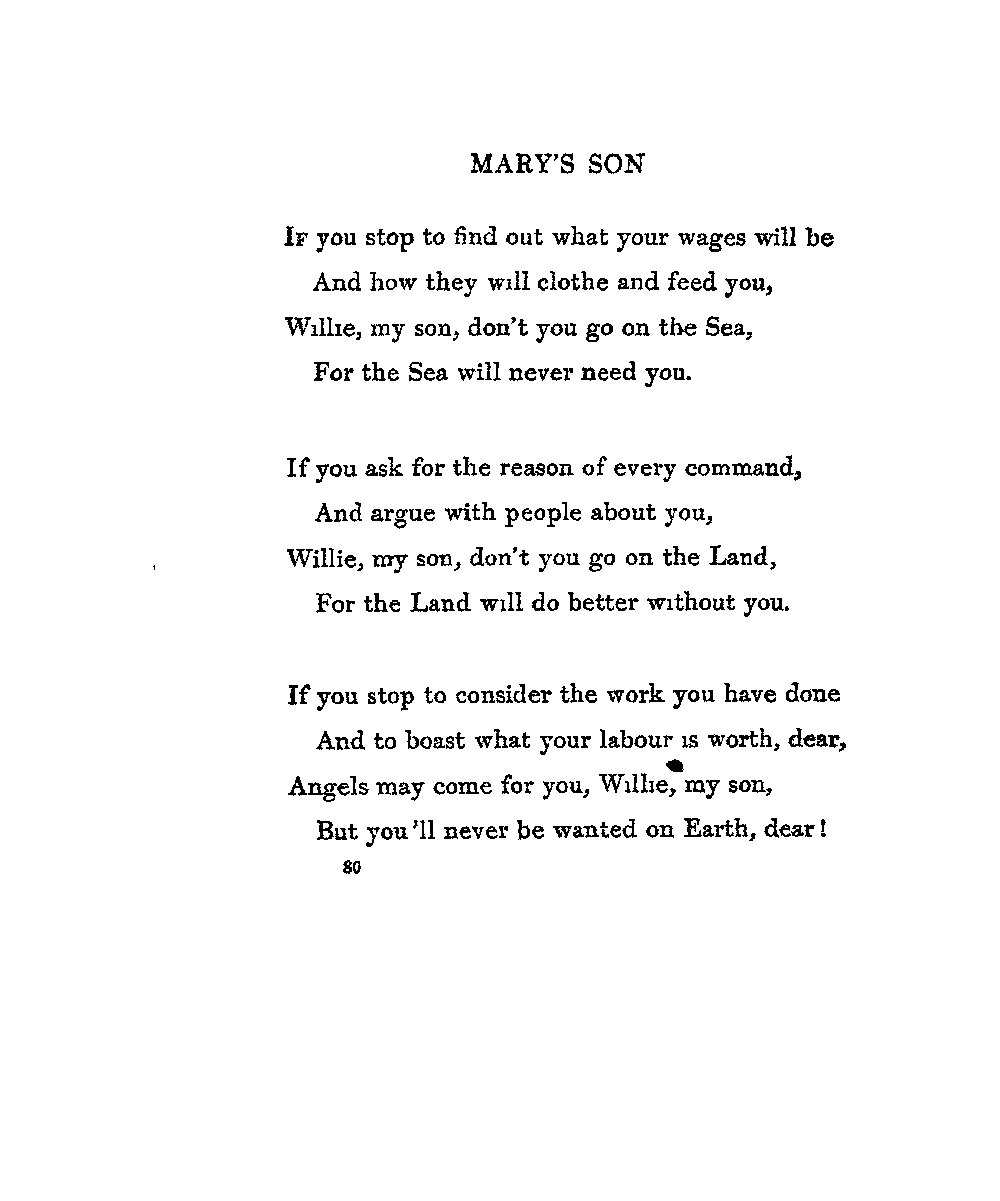 MARY'S SON
IF you stop to find out what your wages will be
And how they will clothe and feed you,
Willie, my son, don't you go on the Sea,
For the Sea will never need you.
If you ask for the reason of every command,
And argue with people about you,
Willie, my son, don't you go on the Land,
For the Land will do better without you.
If you stop to consider the work you have done
And to boast what your labour is worth, dear,
Angels may come for you, Willie, my son,
But you'll never be wanted on Earth, dear!
80